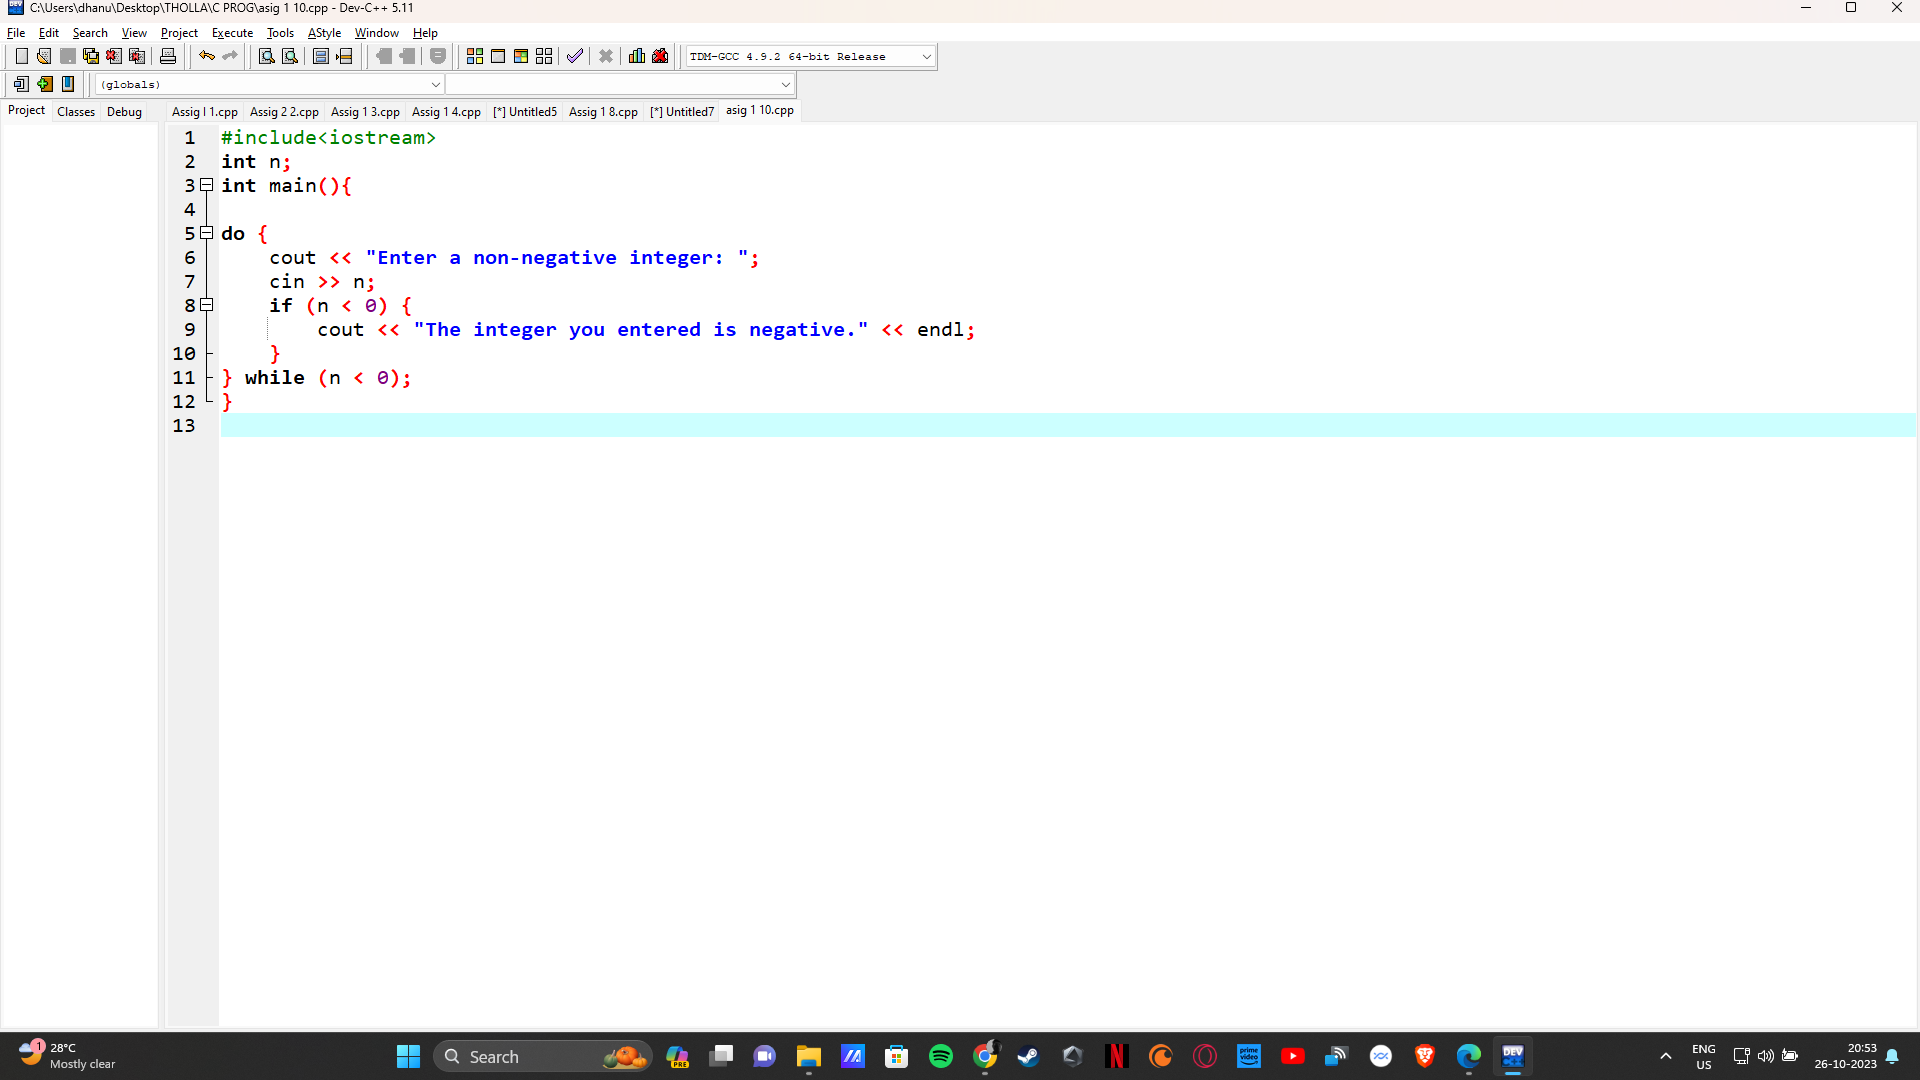 C:\Users\dhanu\Desktop\THOLLA\C PROG\asig 1 10.cpp - Dev-C++ 5.11
File Edit Search View Project Execute Tools AStyle Window Help
TDM-GCC 4.9.2 64-bit Release
(globals)
Project Classes Debug
Assig I 1.cpp Assig 2 2.cpp Assig 1 3.cpp Assig 1 4.cpp [*] Untitled5 Assig 1 8.cpp [*] Untitled7 asig 1 10.cpp
1 #include<iostream>
2 int n;
3 int main(){
4
5 do {
6 cout << "Enter a non-negative integer: ";
7 cin >> n;
8 if (n < 0) {
9 cout << "The integer you entered is negative." << endl;
10 }
11 } while (n < 0);
12 }
13
1
28°C
Mostly clear
Search
PRE
prime video
DEV
ENG
US
20:53
26-10-2023